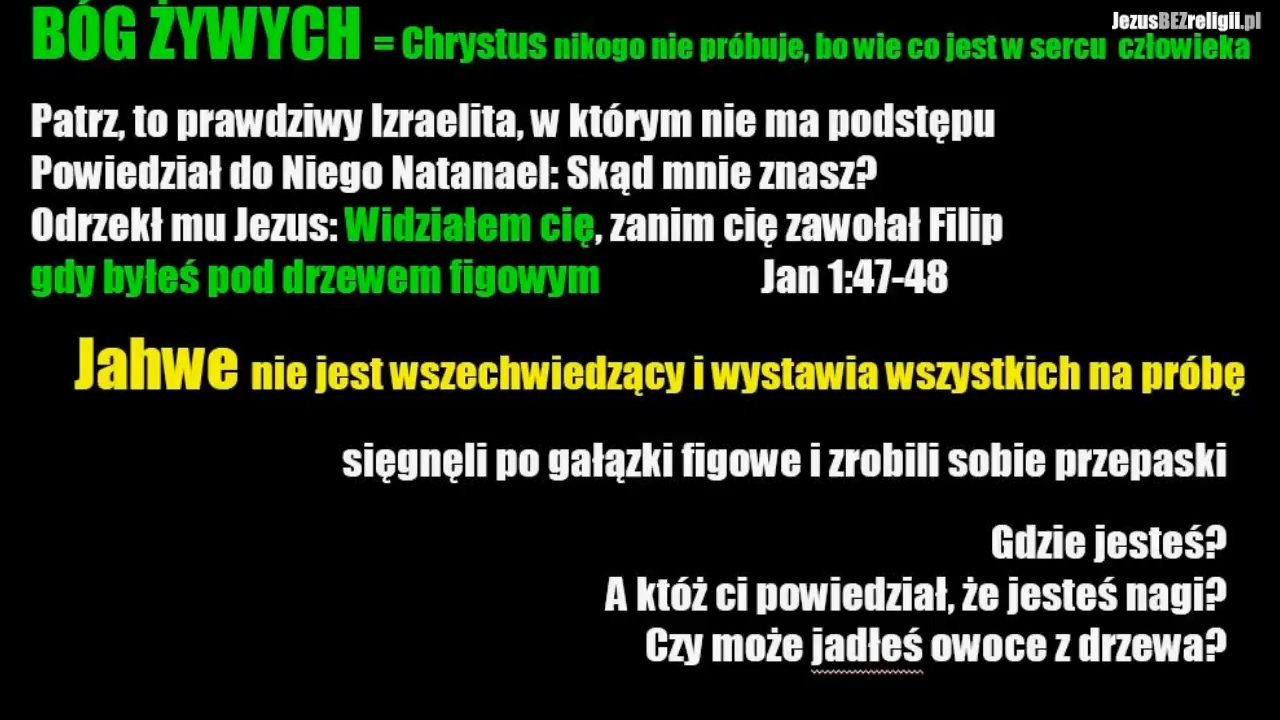 JezusBEZreligii.pl
BÓG ŻYWYCH = Chrystus nikogo nie próbuje, bo wie co jest w sercu człowieka
Patrz, to prawdziwy Izraelita, w którym nie ma podstępu
Powiedział do Niego Natanael: Skąd mnie znasz?
Odrzekł mu Jezus: Widziałem cię, zanim cię zawołał Filip
gdy byłeś pod drzewem figowym Jan 1:47-48
Jahwe nie jest wszechwiedzący i wystawia wszystkich na próbę
sięgnęli po gałązki figowe i zrobili sobie przepaski
Gdzie jesteś?
A któż ci powiedział, że jesteś nagi?
Czy może jadłeś owoce z drzewa?